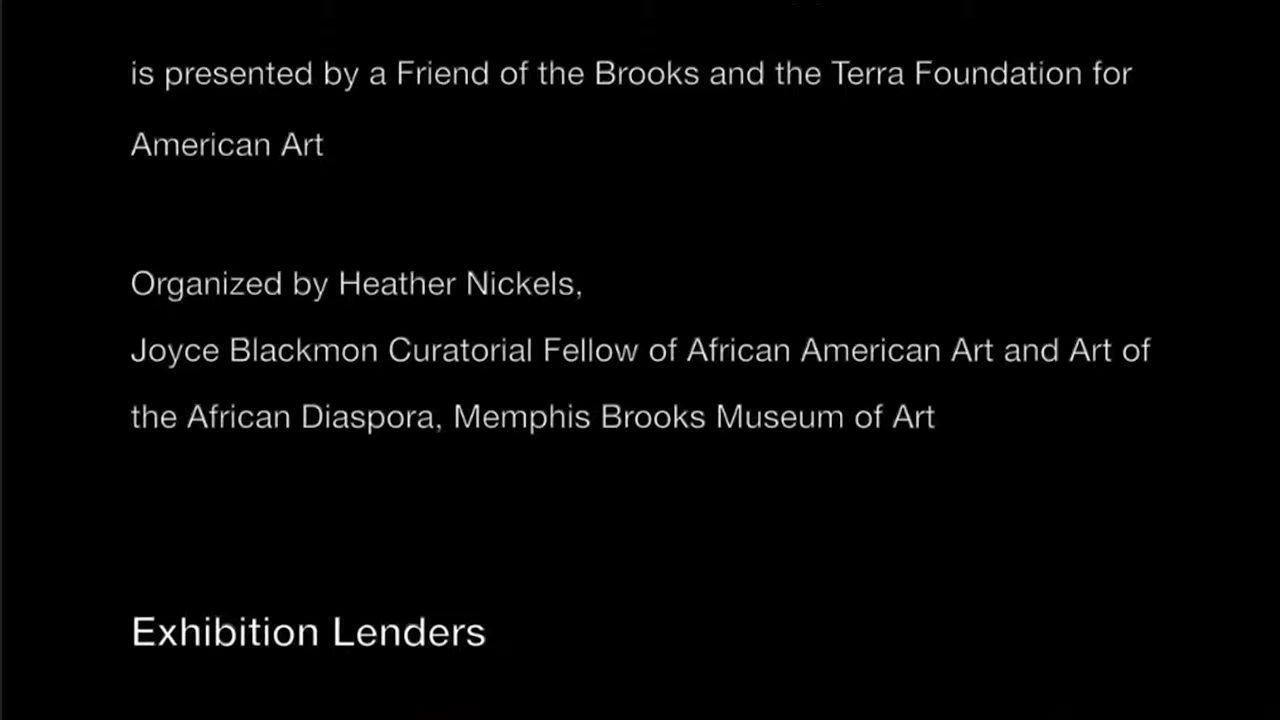 is presented by a Friend of the Brooks and the Terra Foundation for
American Art
Organized by Heather Nickels,
Joyce Blackmon Curatorial Fellow of African American Art and Art of
the African Diaspora, Memphis Brooks Museum of Art
Exhibition Lenders